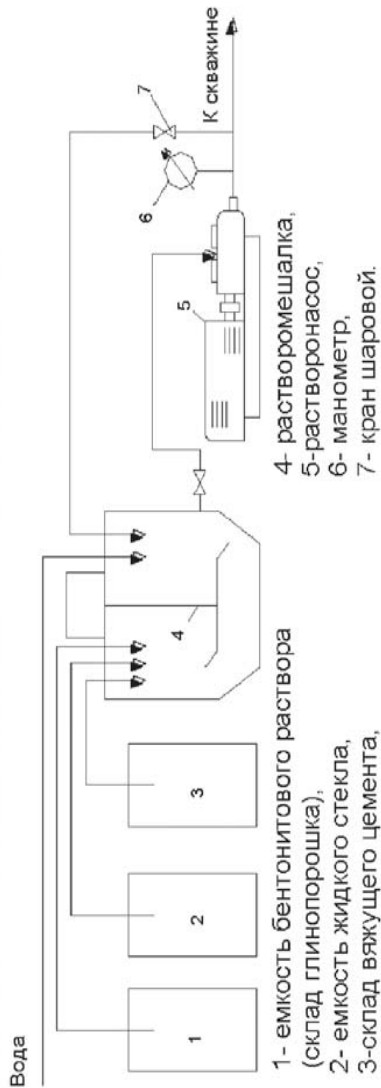 Вода
1
2
3
4
5
6
7
К скважине
1- емкость бентонитового раствора
(склад глинопорошка),
2- емкость жидкого стекла,
3-склад вяжущего цемента,
4- растворомешалка,
5-растворонасос,
6- манометр,
7- кран шаровой.